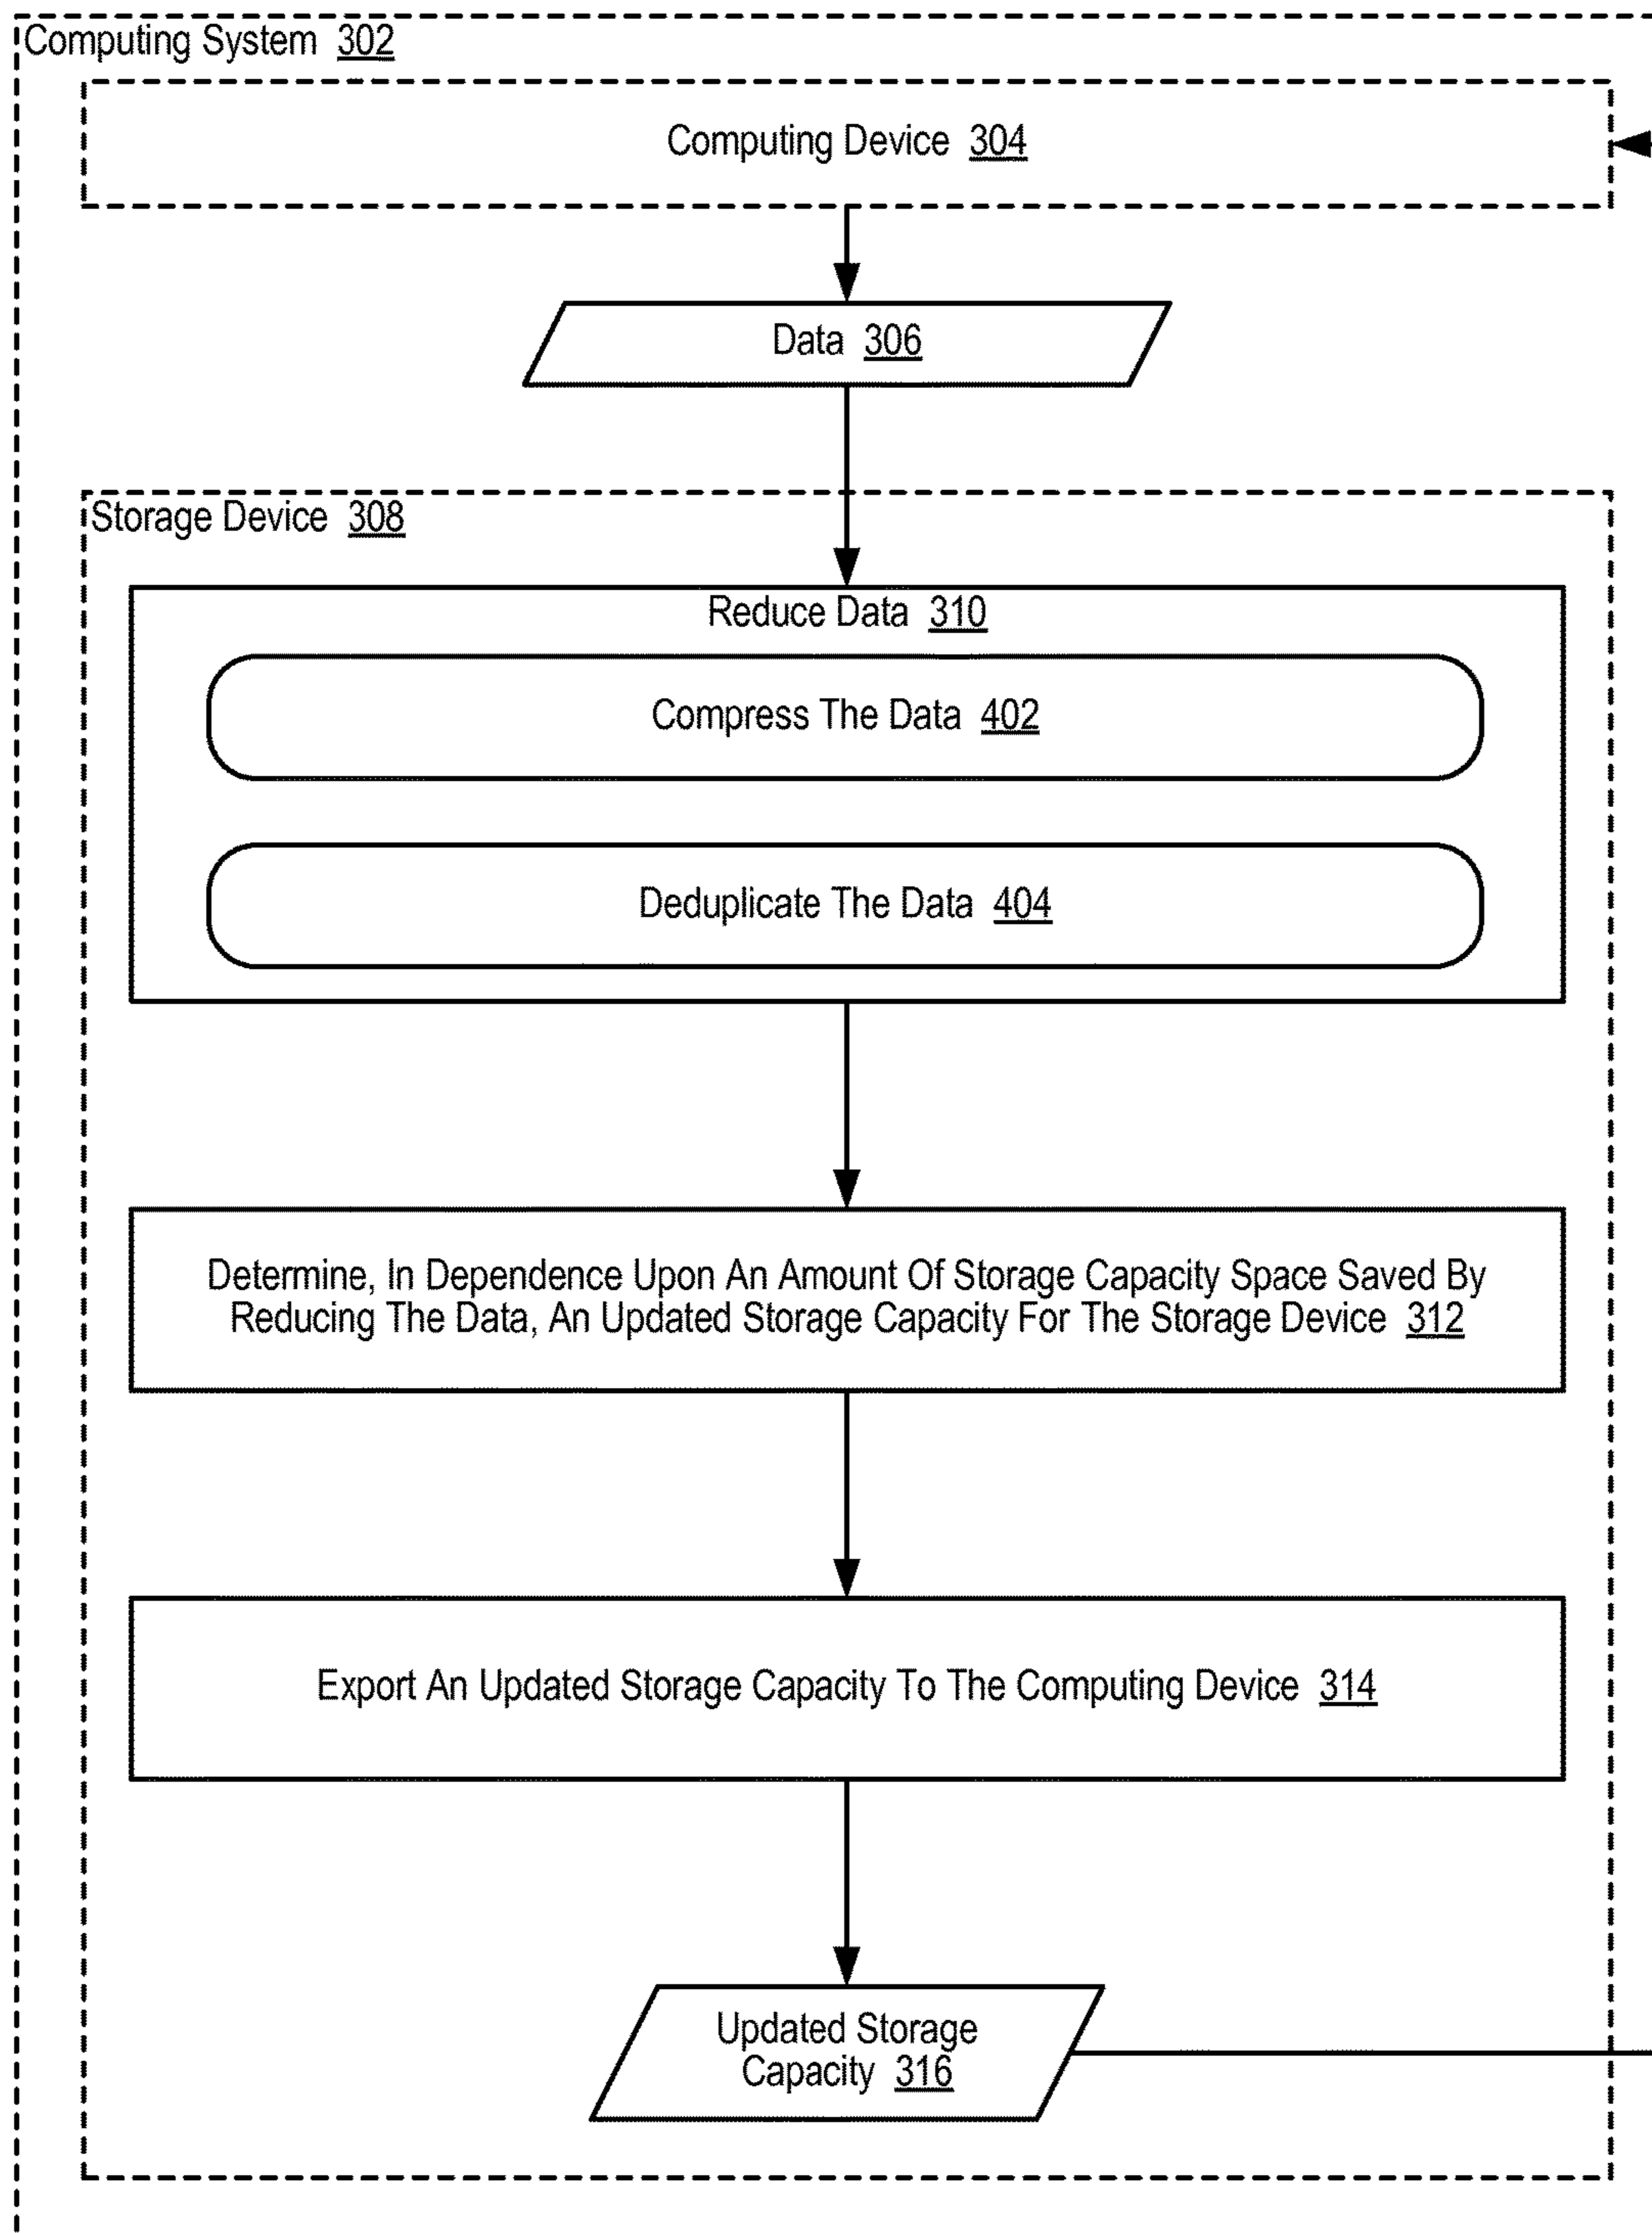 Computing System 302
Computing Device 304
Data 306
Storage Device 308
Reduce Data 310
Compress The Data 402
Deduplicate The Data 404
Determine, In Dependence Upon An Amount Of Storage Capacity Space Saved By
Reducing The Data, An Updated Storage Capacity For The Storage Device 312
Export An Updated Storage Capacity To The Computing Device 314
Updated Storage
Capacity 316